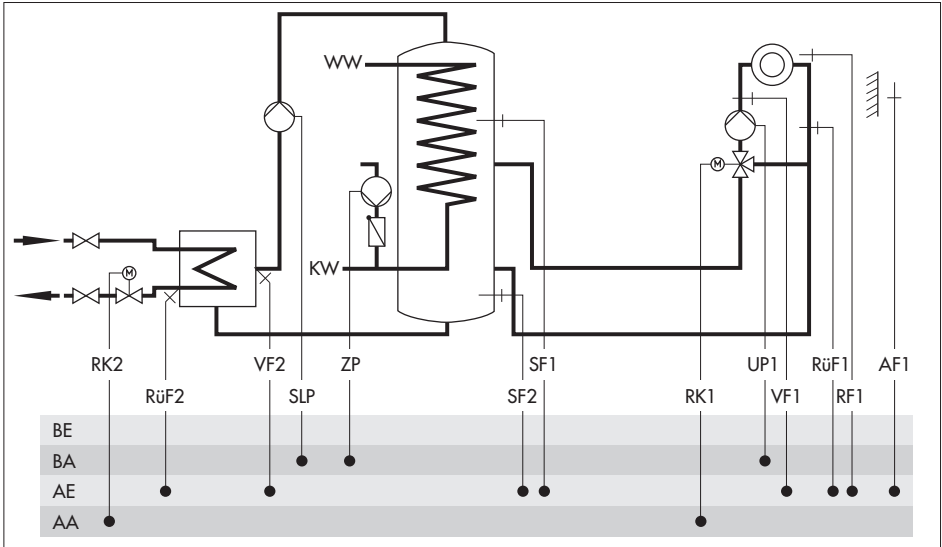 WW
M
KW
M
RK2 VF2 ZP SF1 UP1 RüF1 AF1
RüF2 SLP SF2 RK1 VF1 RF1
BE
BA
AE
AA